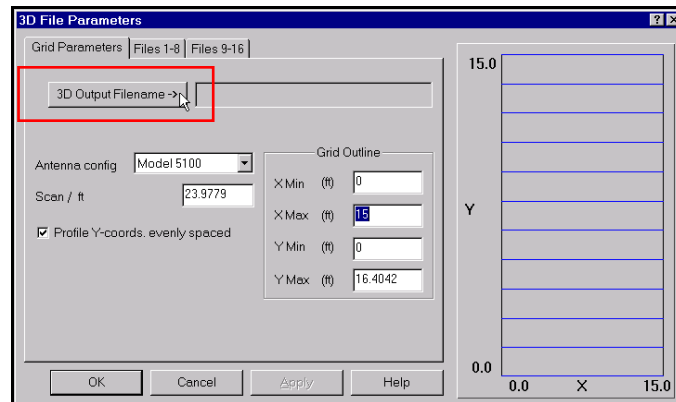 3D File Parameters
Grid Parameters Files 1-8 Files 9-16
3D Output Filename ->
Antenna config Model 5100
Scan / ft 23.9779
Profile Y-coords. evenly spaced
Grid Outline
X Min (ft) 0
X Max (ft) 15
Y Min (ft) 0
Y Max (ft) 16.4042
OK Cancel Apply Help
15.0
Y
0.0
0.0 X 15.0